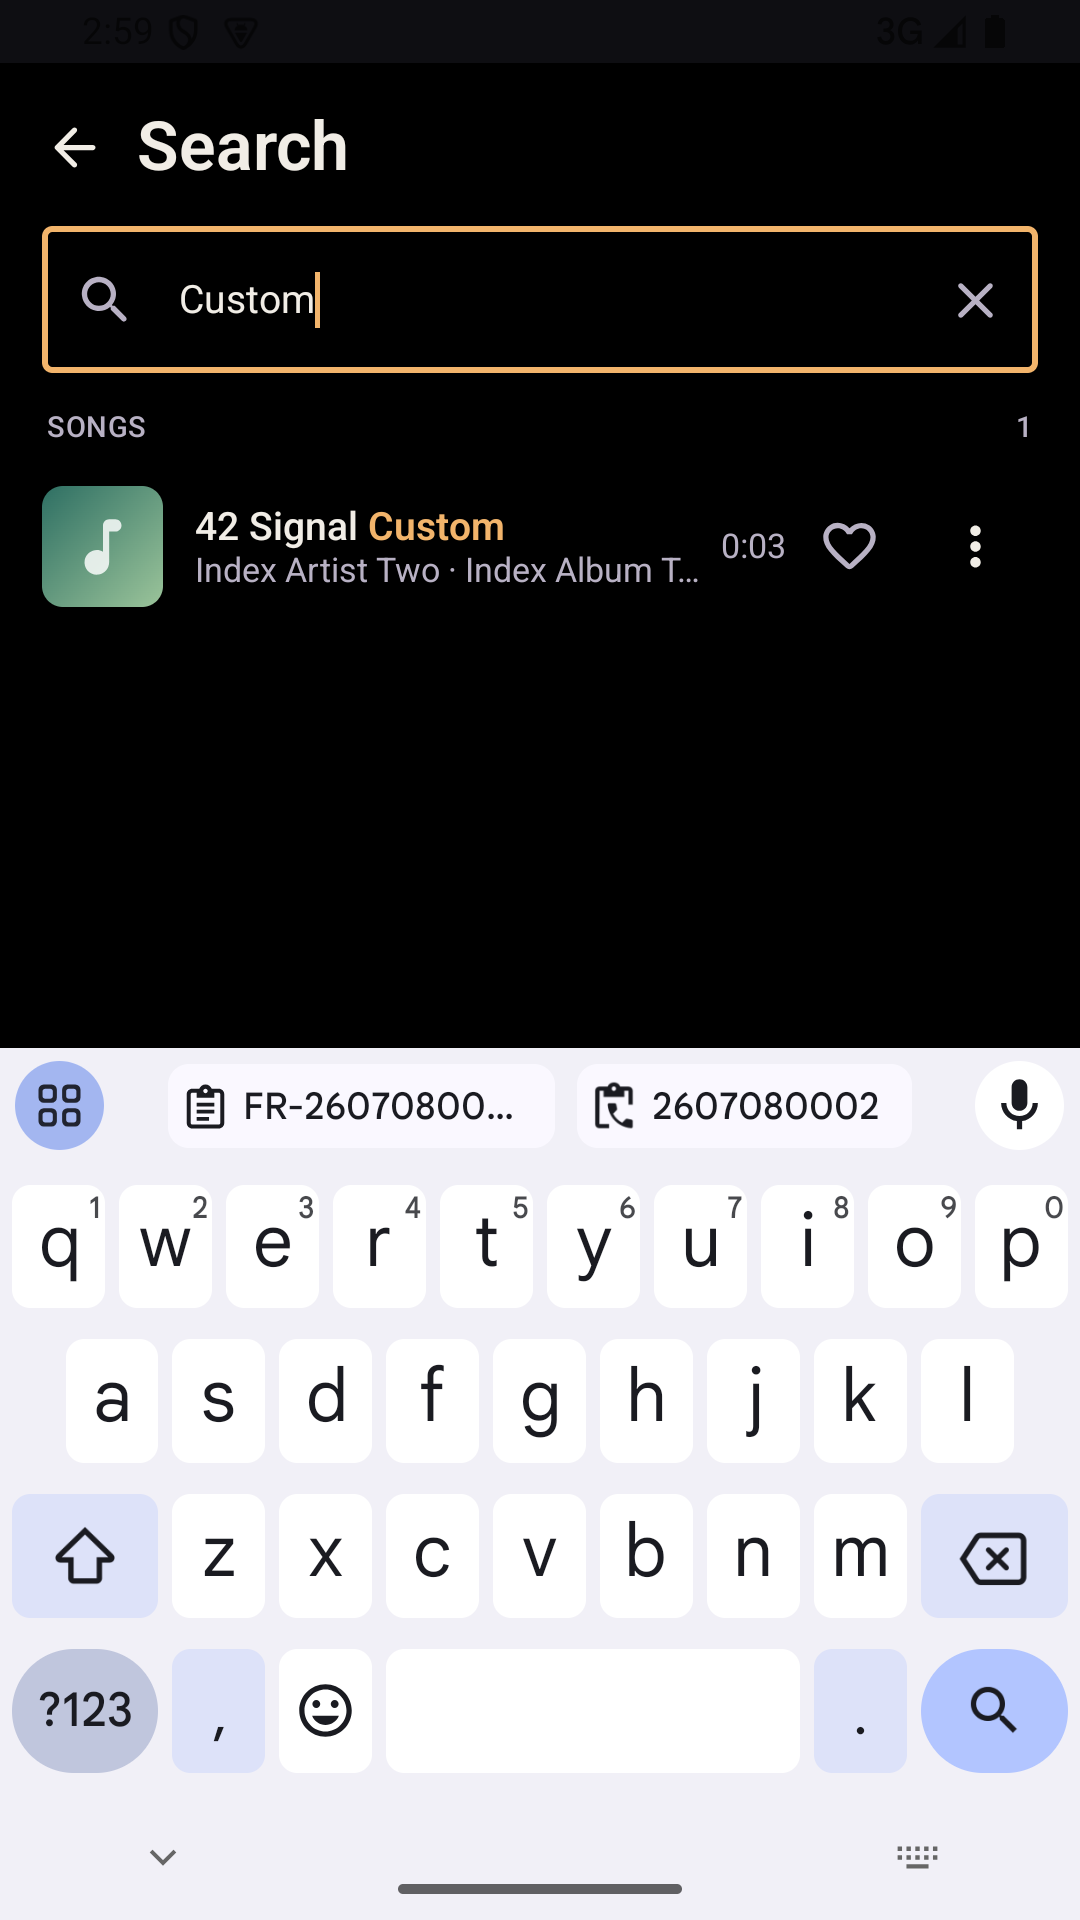 2:59
3G
Search
Custom
SONGS
1
42 Signal Custom
Index Artist Two · Index Album T…
0:03
FR-26070800...
2607080002
q 1 w 2 e 3 r 4 t 5 y 6 u 7 i 8 o 9 p 0
a s d f g h j k l
z x c v b n m
?123 , .